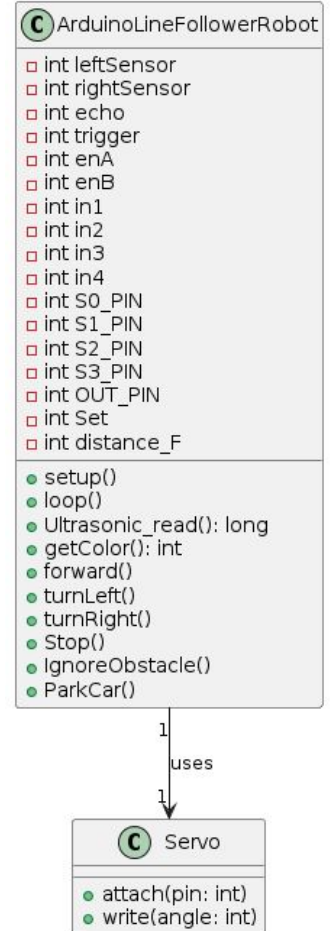 C ArduinoLineFollowerRobot
int leftSensor
int rightSensor
int echo
int trigger
int enA
int enB
int in1
int in2
int in3
int in4
int S0_PIN
int S1_PIN
int S2_PIN
int S3_PIN
int OUT_PIN
int Set
int distance_F
setup()
loop()
Ultrasonic_read(): long
getColor(): int
forward()
turnLeft()
turnRight()
Stop()
IgnoreObstacle()
ParkCar()
1
uses
1
C Servo
attach(pin: int)
write(angle: int)